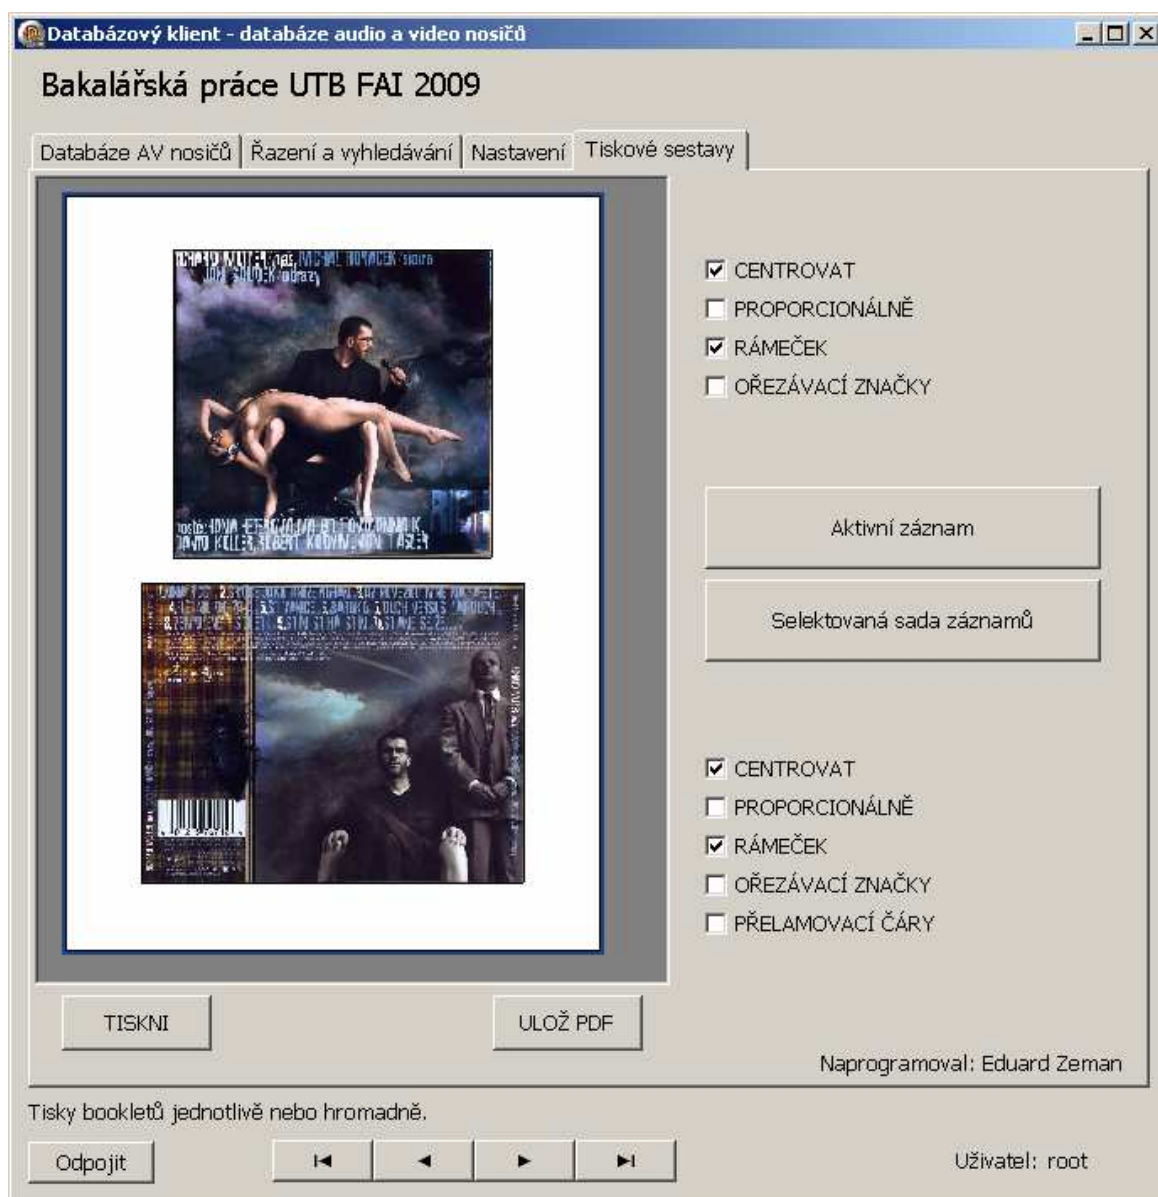 Databázový klient - databáze audio a video nosičů
Bakalářská práce UTB FAI 2009
Databáze AV nosičů Řazení a vyhledávání Nastavení Tiskové sestavy
CENTROVAT
PROPORCIONÁLNĚ
RÁMEČEK
OŘEZÁVACÍ ZNAČKY
Aktivní záznam
Selektovaná sada záznamů
CENTROVAT
PROPORCIONÁLNĚ
RÁMEČEK
OŘEZÁVACÍ ZNAČKY
PŘELAMOVACÍ ČÁRY
TISKNI ULOŽ PDF
Naprogramoval: Eduard Zeman
Tisky bookletů jednotlivě nebo hromadně.
Odpojit Uživatel: root